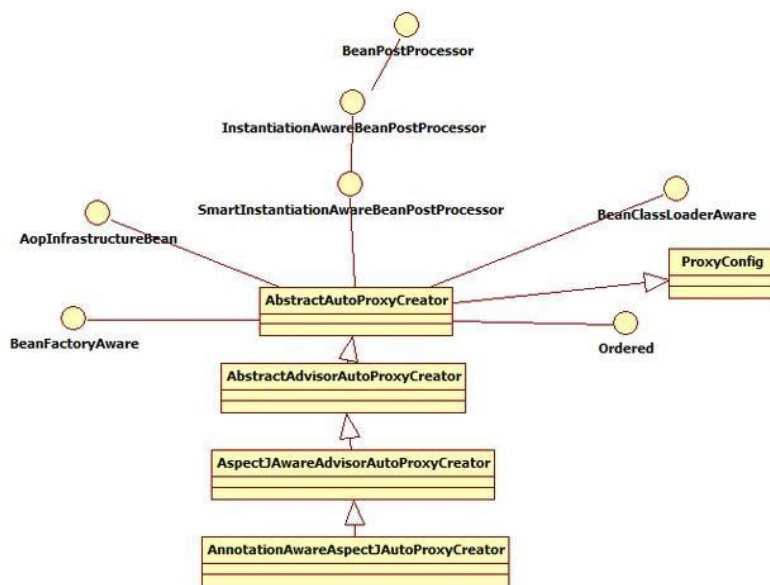 BeanPostProcessor
InstantiationAwareBeanPostProcessor
SmartInstantiationAwareBeanPostProcessor
BeanClassLoaderAware
AopInfrastructureBean
ProxyConfig
AbstractAutoProxyCreator
BeanFactoryAware
Ordered
AbstractAdvisorAutoProxyCreator
AspectJAwareAdvisorAutoProxyCreator
AnnotationAwareAspectJAutoProxyCreator